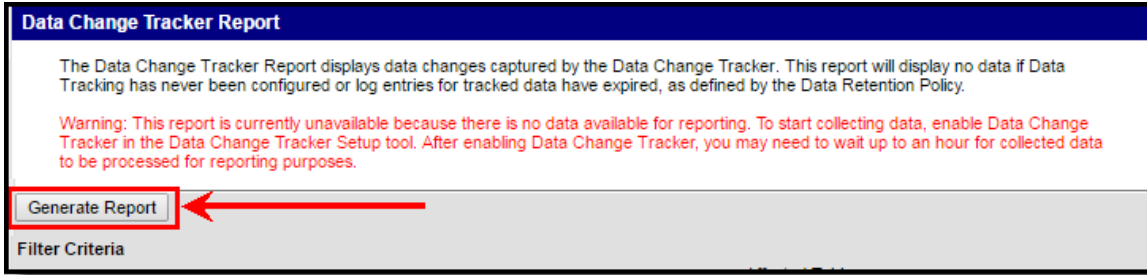 Data Change Tracker Report
The Data Change Tracker Report displays data changes captured by the Data Change Tracker. This report will display no data if Data
Tracking has never been configured or log entries for tracked data have expired, as defined by the Data Retention Policy.
Warning: This report is currently unavailable because there is no data available for reporting. To start collecting data, enable Data Change
Tracker in the Data Change Tracker Setup tool. After enabling Data Change Tracker, you may need to wait up to an hour for collected data
to be processed for reporting purposes.
Generate Report
Filter Criteria